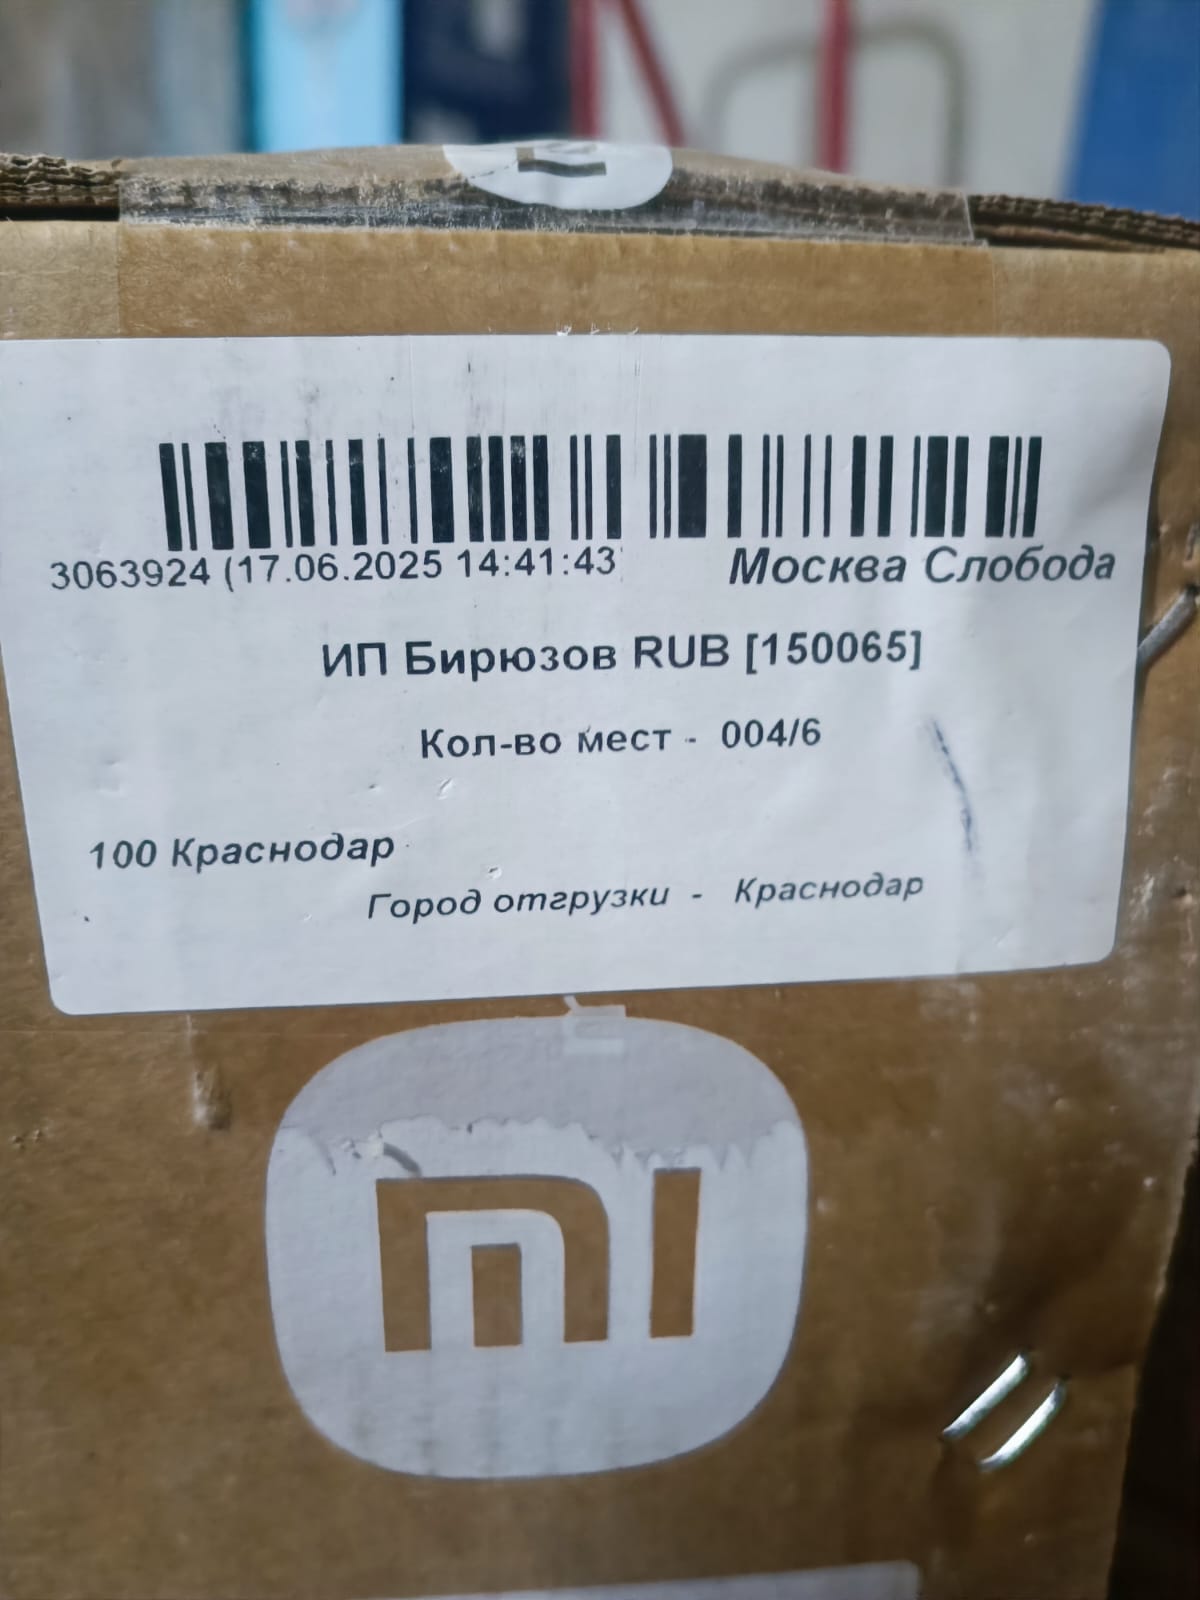 3063924 (17.06.2025 14:41:43
Москва Слобода
ИП Бирюзов RUB [150065]
Кол-во мест - 004/6
100 Краснодар
Город отгрузки - Краснодар
mi